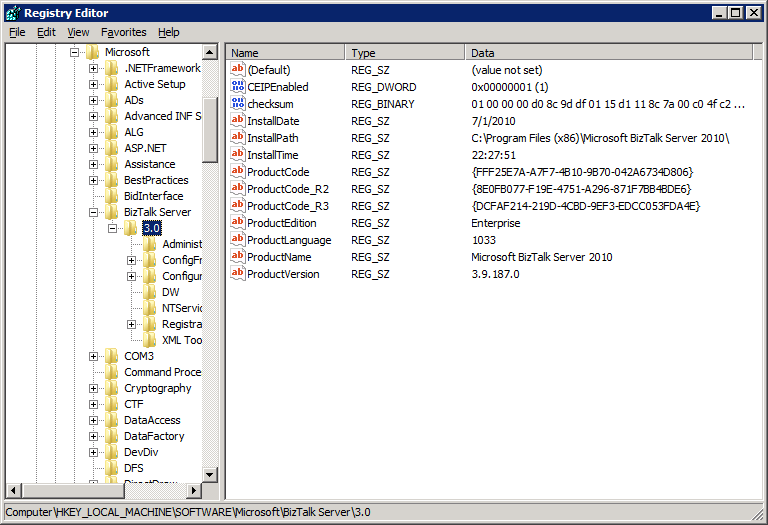 Registry Editor
File Edit View Favorites Help
Microsoft
.NETFramework
Active Setup
ADs
Advanced INF S
ALG
ASP.NET
Assistance
BestPractices
BidInterface
BizTalk Server
3.0
Administ
ConfigFr
Configur
DW
NTServic
Registra
XML Too
COM3
Command Proce
Cryptography
CTF
DataAccess
DataFactory
DevDiv
DFS
DirectDraw
Name Type Data
(Default) REG_SZ (value not set)
CEIPEnabled REG_DWORD 0x00000001 (1)
checksum REG_BINARY 01 00 00 00 d0 8c 9d df 01 15 d1 11 8c 7a 00 c0 4f c2 ...
InstallDate REG_SZ 7/1/2010
InstallPath REG_SZ C:\Program Files (x86)\Microsoft BizTalk Server 2010\
InstallTime REG_SZ 22:27:51
ProductCode REG_SZ {FFF25E7A-A7F7-4B10-9B70-042A6734D806}
ProductCode_R2 REG_SZ {8E0FB077-F19E-4751-A296-871F7BB4BDE6}
ProductCode_R3 REG_SZ {DCFAF214-219D-4CBD-9EF3-EDCC053FDA4E}
ProductEdition REG_SZ Enterprise
ProductLanguage REG_SZ 1033
ProductName REG_SZ Microsoft BizTalk Server 2010
ProductVersion REG_SZ 3.9.187.0
Computer\HKEY_LOCAL_MACHINE\SOFTWARE\Microsoft\BizTalk Server\3.0